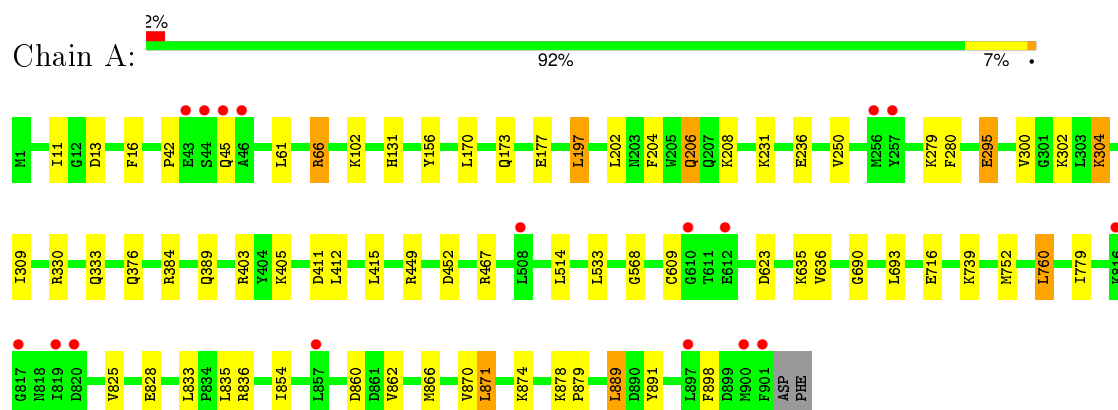 2%
Chain A:
92% 7% •
M1 I11 G12 D13 F16 P42 E43 S44 Q45 A46 L61 R66 K102 H131 Y156 L170 Q173 E177 L197 L202 N203 F204 W205 Q206 Q207 K208 K231 E236 V250 M256 Y257 K279 F280 E295 V300 G301 K302 L303 K304
I309 R330 Q333 Q376 R384 Q389 R403 Y404 K405 D411 L412 L415 R449 D452 R467 L508 L514 L533 G568 C609 G610 T611 E612 D623 K635 V636 G690 L693 E716 K739 M752 L760 I779 K816
G817 N818 I819 D820 V825 E828 L833 P834 L835 R836 I854 L857 D860 D861 V862 M866 V870 L871 K874 K878 P879 L889 D890 Y891 L897 F898 D899 M900 F901 ASP PHE